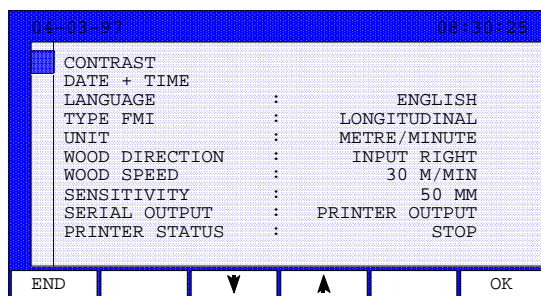 04-03-97 08:30:25
CONTRAST
DATE + TIME
LANGUAGE : ENGLISH
TYPE FMI : LONGITUDINAL
UNIT : METRE/MINUTE
WOOD DIRECTION : INPUT RIGHT
WOOD SPEED : 30 M/MIN
SENSITIVITY : 50 MM
SERIAL OUTPUT : PRINTER OUTPUT
PRINTER STATUS : STOP
END OK